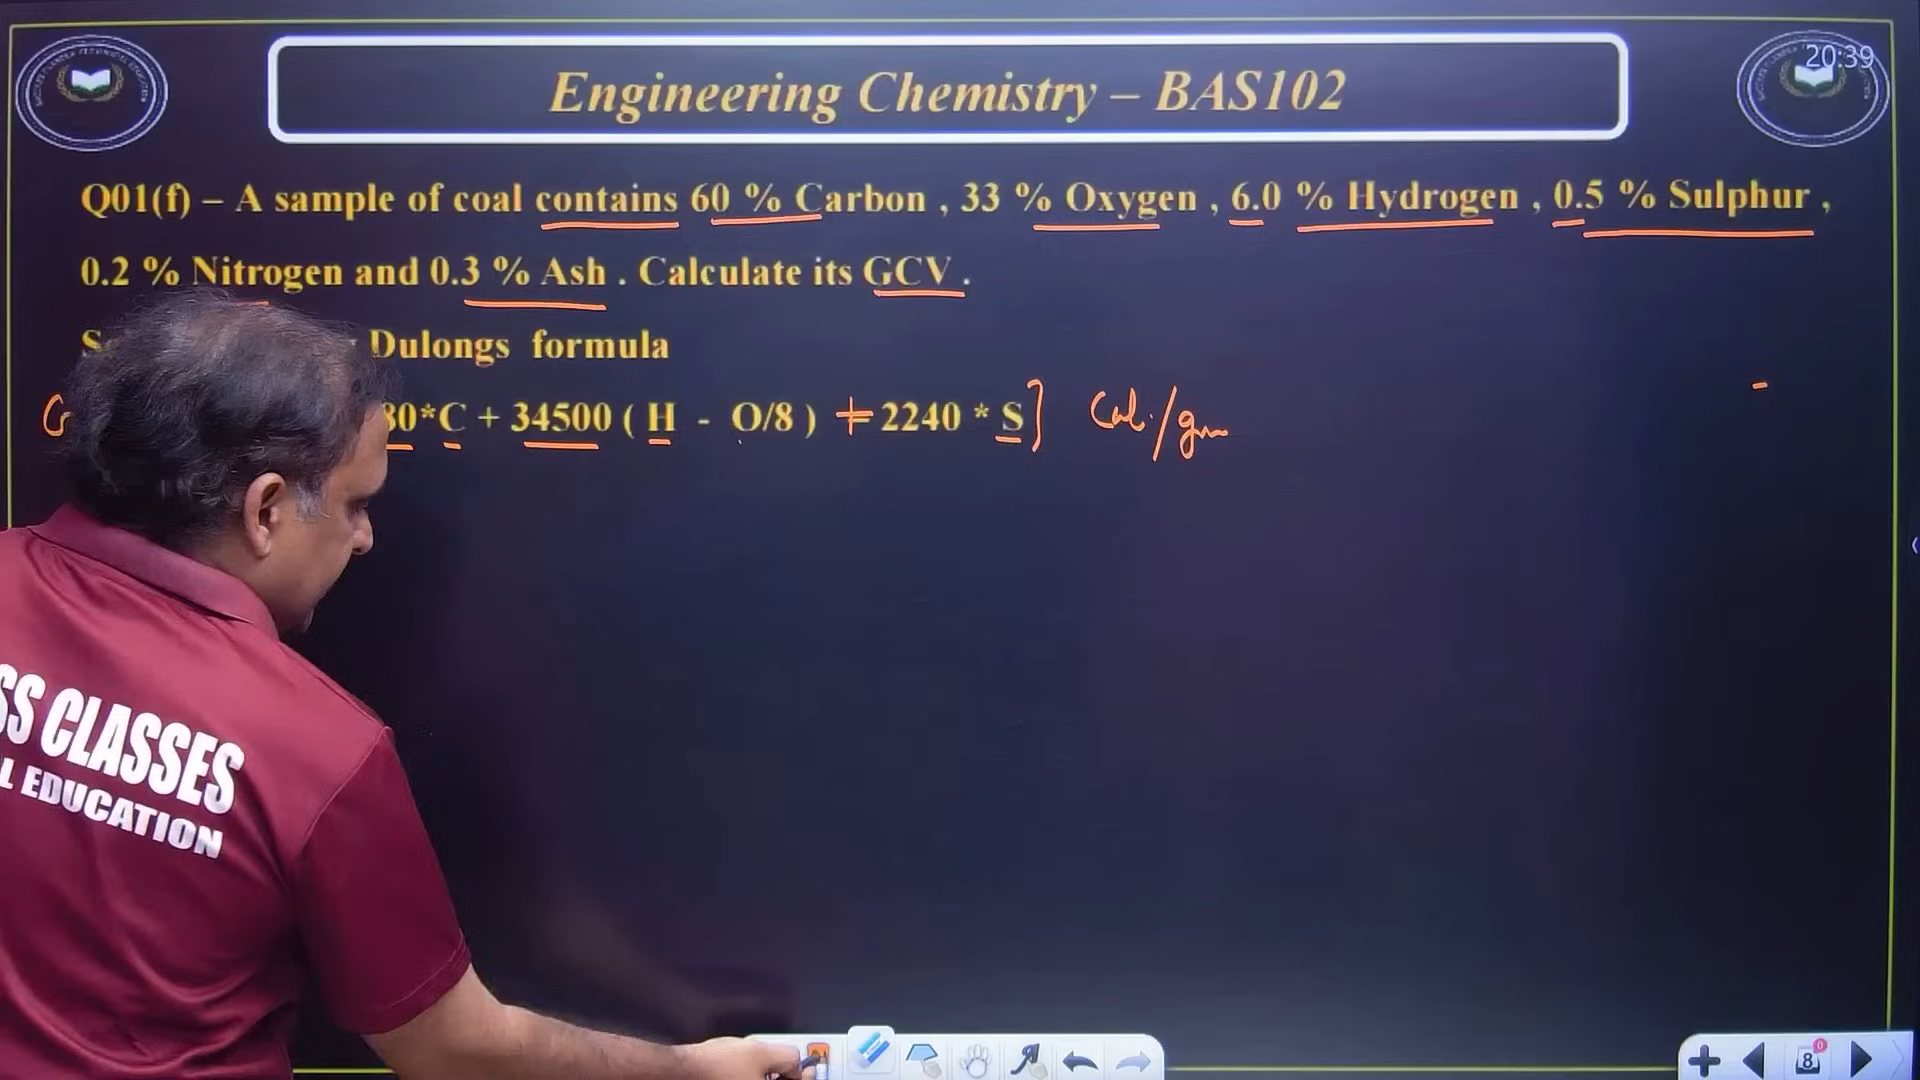 20:39
Engineering Chemistry – BAS102
Q01(f) – A sample of coal contains 60 % Carbon , 33 % Oxygen , 6.0 % Hydrogen , 0.5 % Sulphur ,
0.2 % Nitrogen and 0.3 % Ash . Calculate its GCV .
Dulongs formula
G 80*C + 34500 ( H - O/8 ) + 2240 * S ] Cal./gm
SS CLASSES
L EDUCATION
8
0